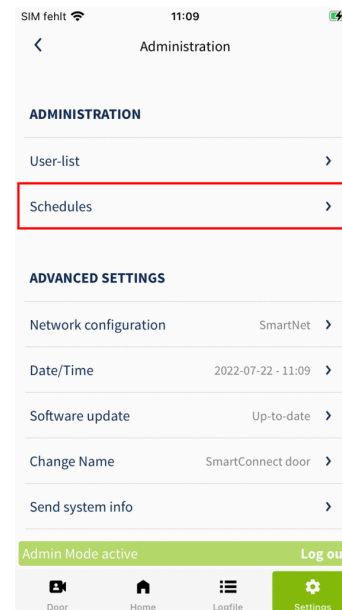 SIM fehlt 11:09
Administration
ADMINISTRATION
User-list
Schedules
ADVANCED SETTINGS
Network configuration SmartNet
Date/Time 2022-07-22 - 11:09
Software update Up-to-date
Change Name SmartConnect door
Send system info
Admin Mode active Log ou
Door Home Logfile Settings